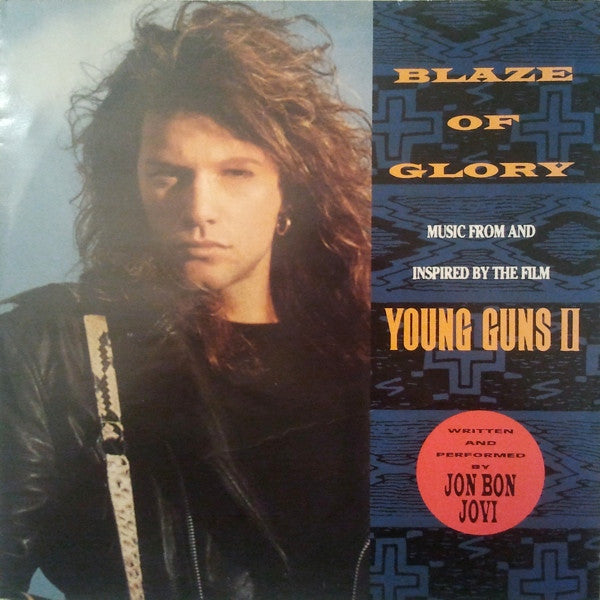 BLAZE
OF
GLORY
MUSIC FROM AND
INSPIRED BY THE FILM
YOUNG GUNS II
WRITTEN
AND
PERFORMED
BY
JON BON
JOVI